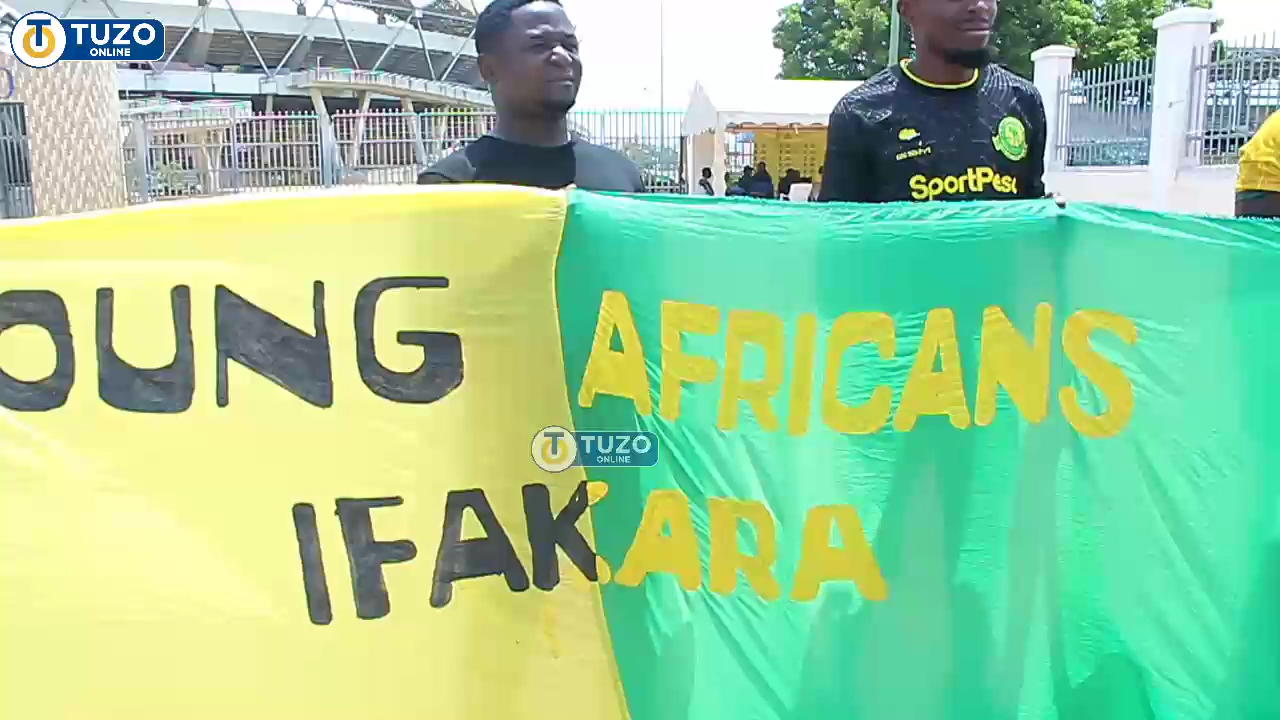 TUZO
ONLINE
SportPesa
OUNG AFRICANS
TUZO
ONLINE
IFAKARA